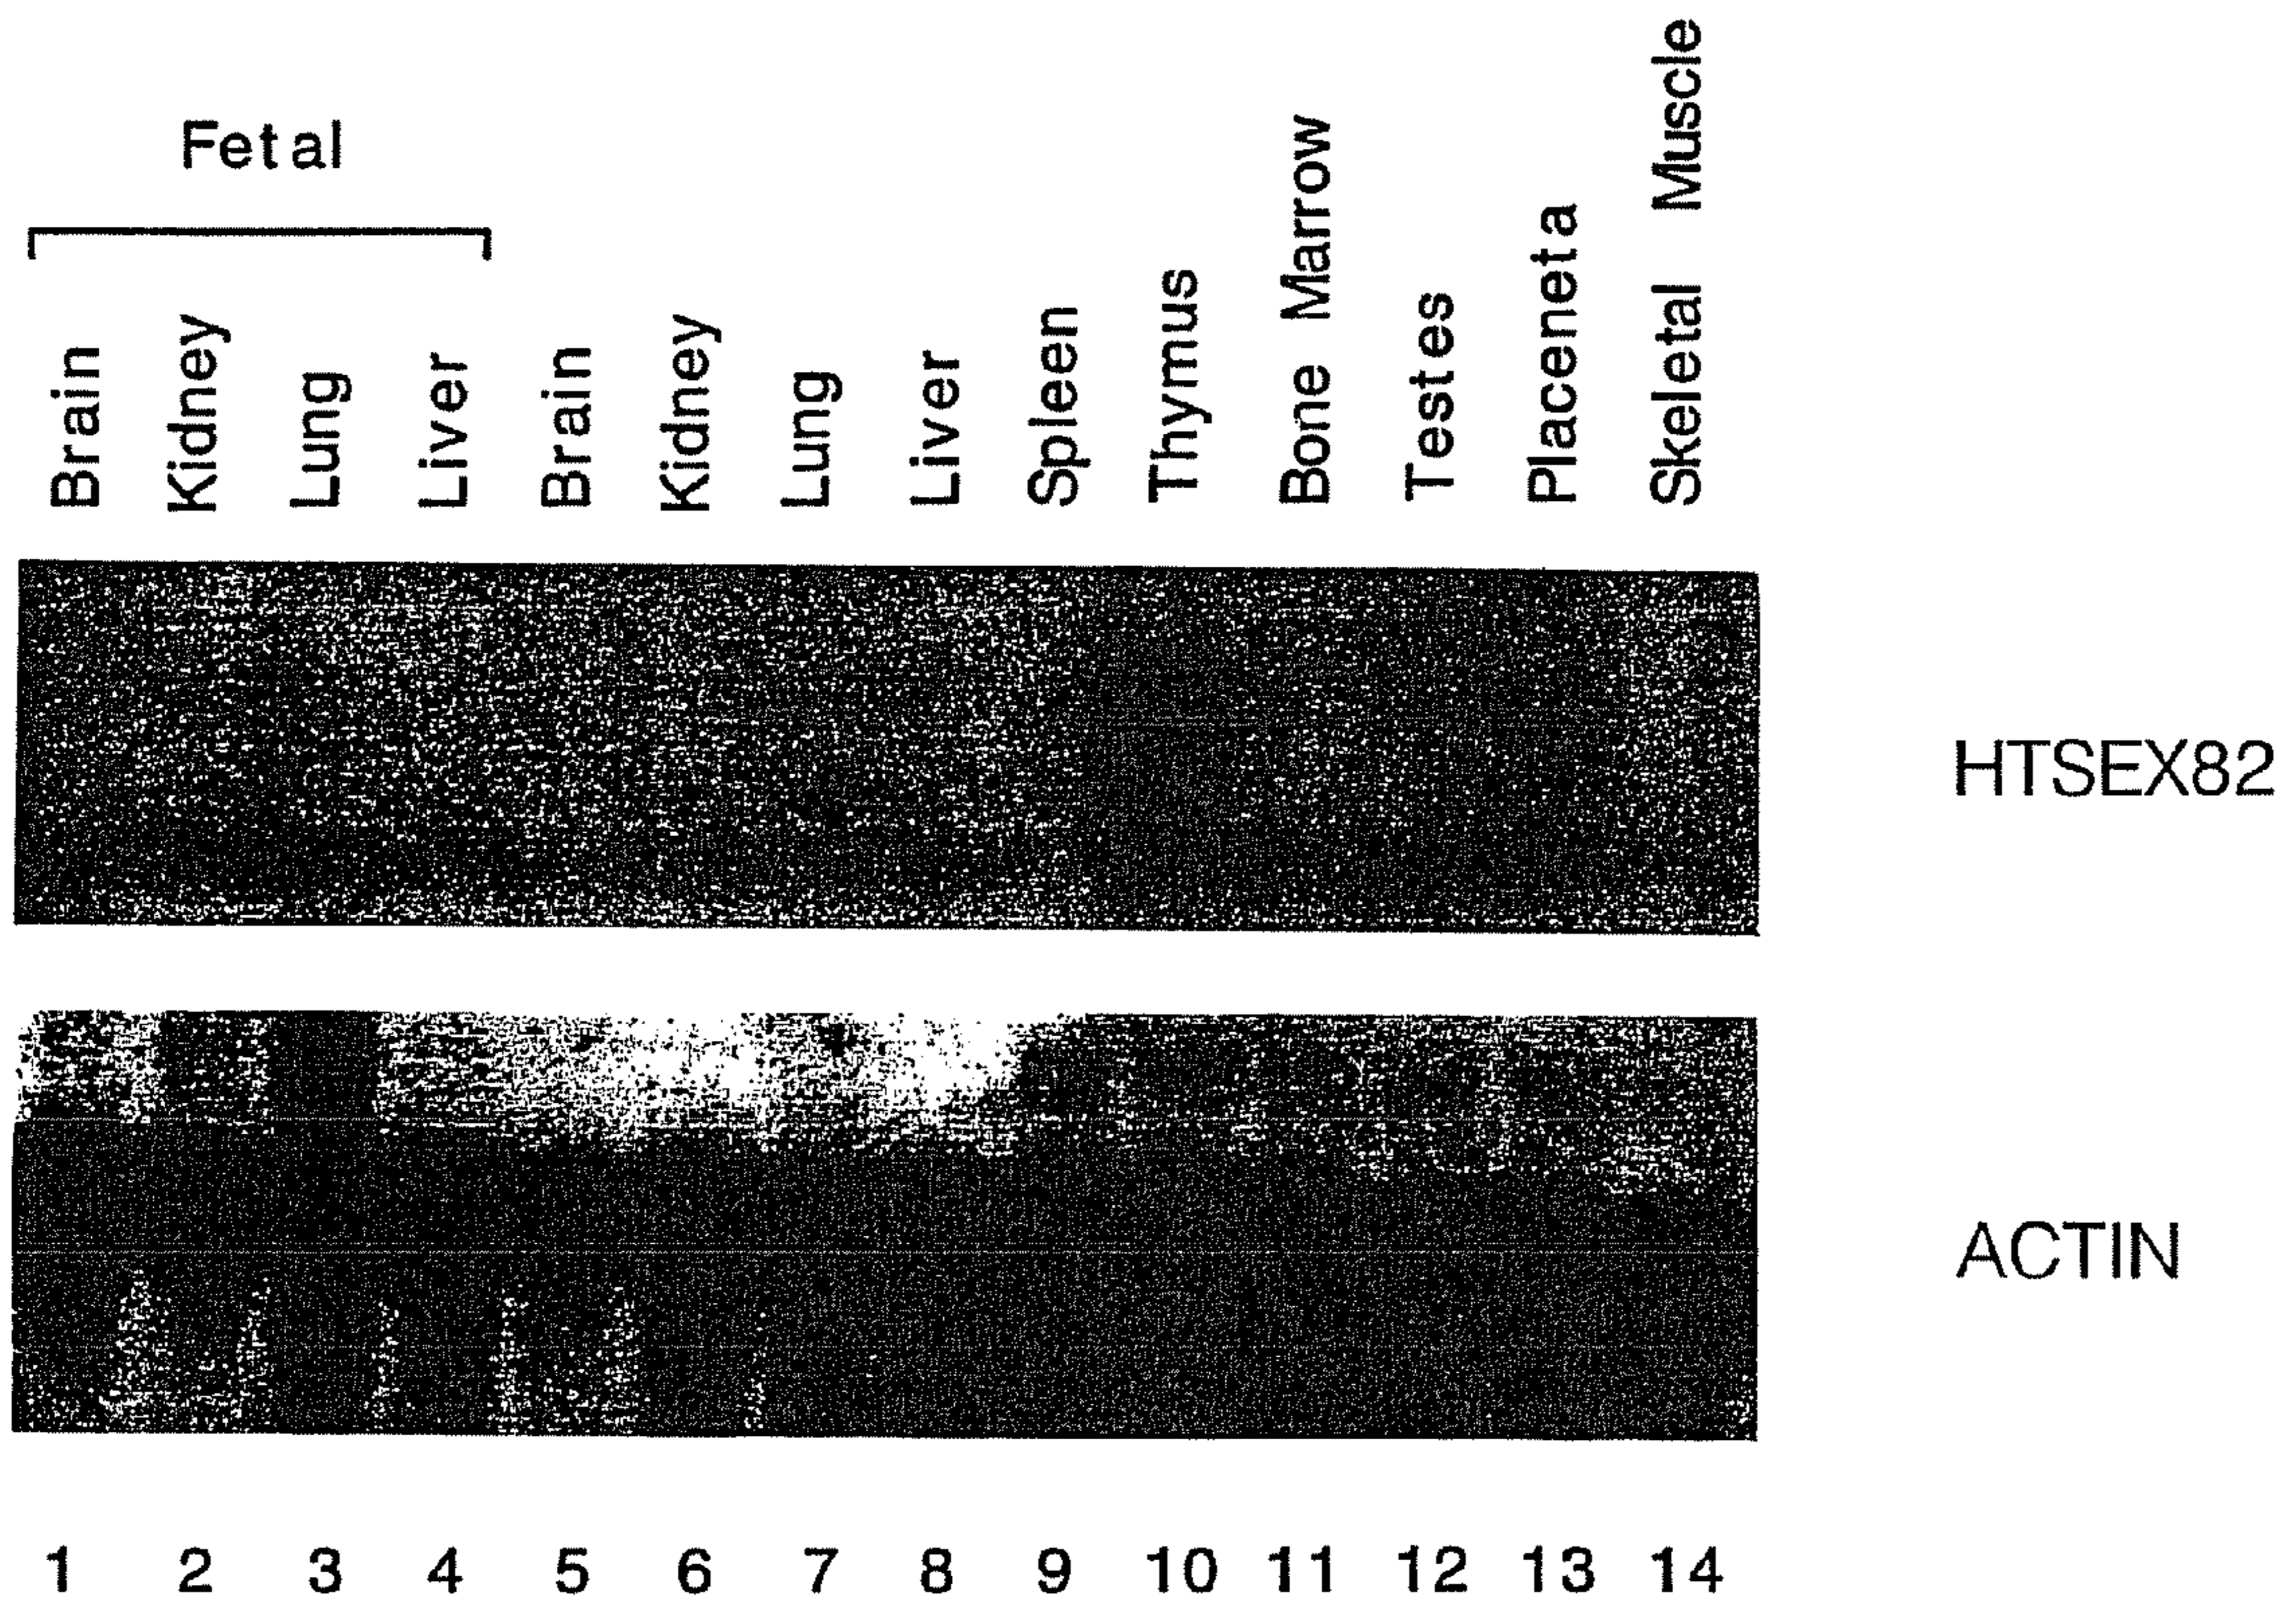 Fetal
Brain
Kidney
Lung
Liver
Brain
Kidney
Lung
Liver
Spleen
Thymus
Bone Marrow
Testes
Placeneta
Skeletal Muscle
HTSEX82
ACTIN
1 2 3 4 5 6 7 8 9 10 11 12 13 14